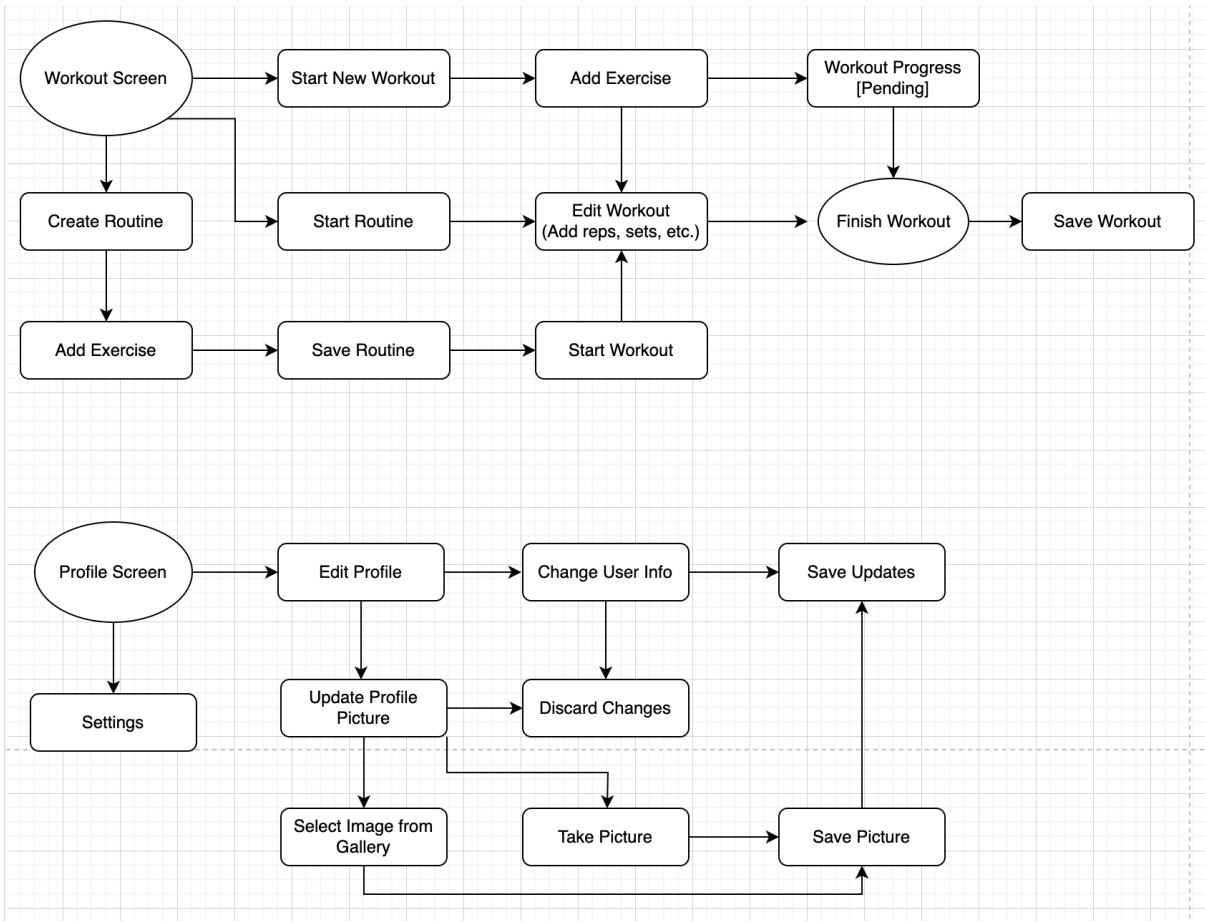 Workout Screen
Start New Workout
Add Exercise
Workout Progress
[Pending]
Create Routine
Start Routine
Edit Workout
(Add reps, sets, etc.)
Finish Workout
Save Workout
Add Exercise
Save Routine
Start Workout
Profile Screen
Edit Profile
Change User Info
Save Updates
Settings
Update Profile
Picture
Discard Changes
Select Image from
Gallery
Take Picture
Save Picture